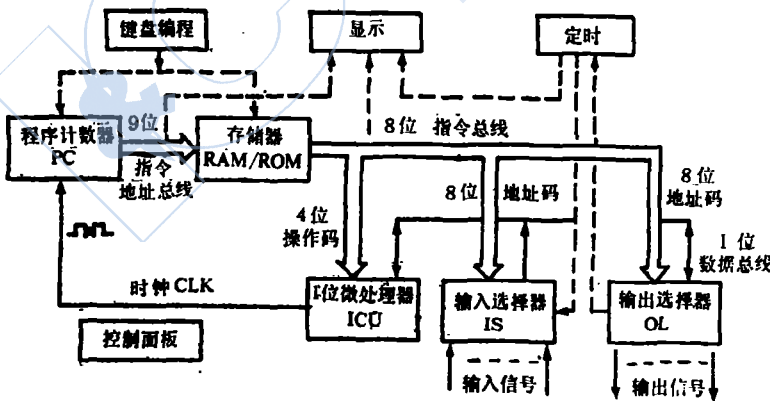 键盘编程
显示
定时
程序计数器
PC
9位
指令
地址总线
存储器
RAM/ROM
8位 指令总线
4位
操作码
8位 地址码
8位
地址码
1位
数据总线
时钟CLK
1位微处理器
ICU
输入选择器
IS
输出选择器
OL
控制面板
输入信号
输出信号